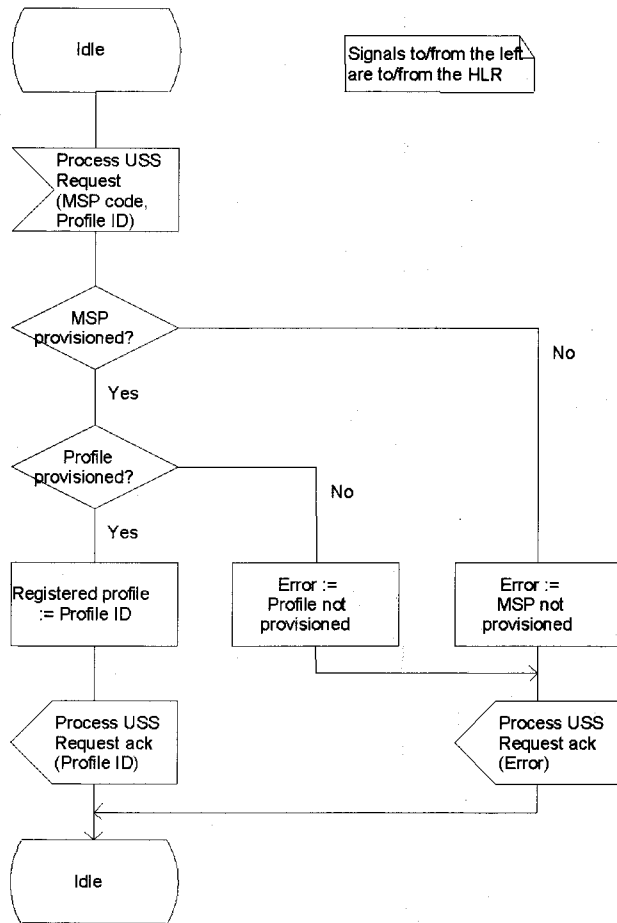 Idle
Signals to/from the left
are to/from the HLR
Process USS
Request
(MSP code,
Profile ID)
MSP
provisioned?
No
Yes
Profile
provisioned?
No
Yes
Registered profile
:= Profile ID
Error :=
Profile not
provisioned
Error :=
MSP not
provisioned
Process USS
Request ack
(Profile ID)
Process USS
Request ack
(Error)
Idle